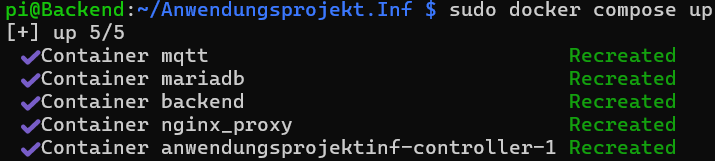 pi@Backend:~/Anwendungsprojekt.Inf $ sudo docker compose up
[+] up 5/5
✔Container mqtt Recreated
✔Container mariadb Recreated
✔Container backend Recreated
✔Container nginx_proxy Recreated
✔Container anwendungsprojektinf-controller-1 Recreated